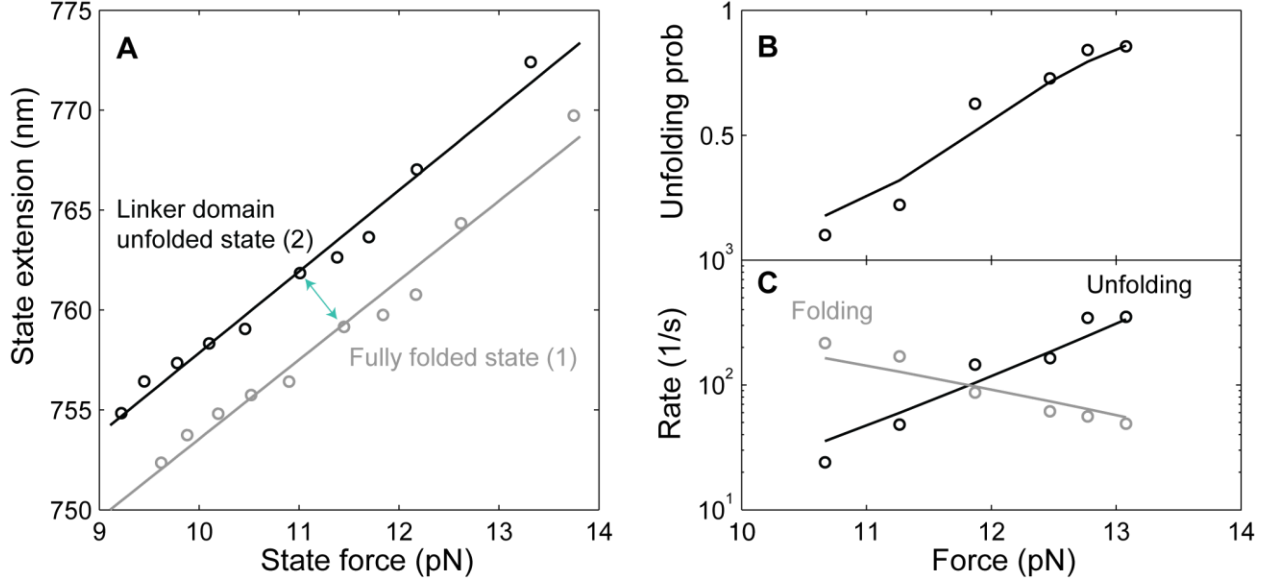 A
State extension (nm)
775
770
765
760
755
750
Linker domain
unfolded state (2)
Fully folded state (1)
9
10
11
12
13
14
State force (pN)
B
Unfolding prob
1
0.5
C
Rate (1/s)
10³
10²
10¹
Folding
Unfolding
10
11
12
13
14
Force (pN)